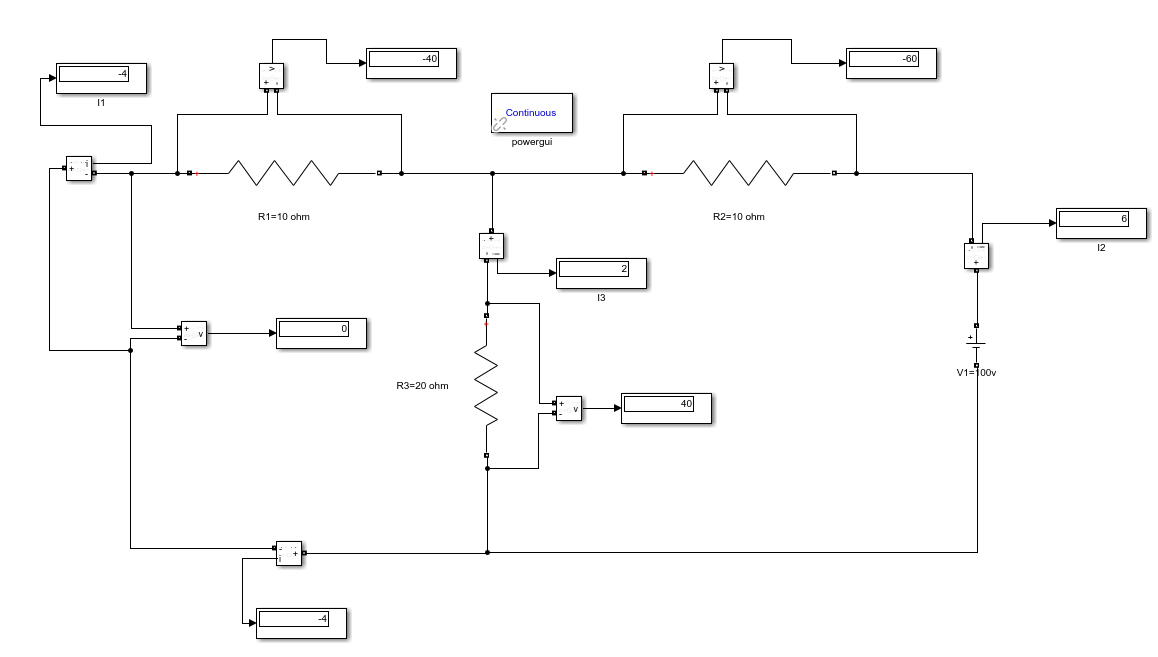 -40
-60
-4
I1
Continuous
powergui
i
+
-
R1=10 ohm
R2=10 ohm
6
I2
2
I3
+
-
v
0
V1=100v
R3=20 ohm
+
-
v
40
-
i
+
-4